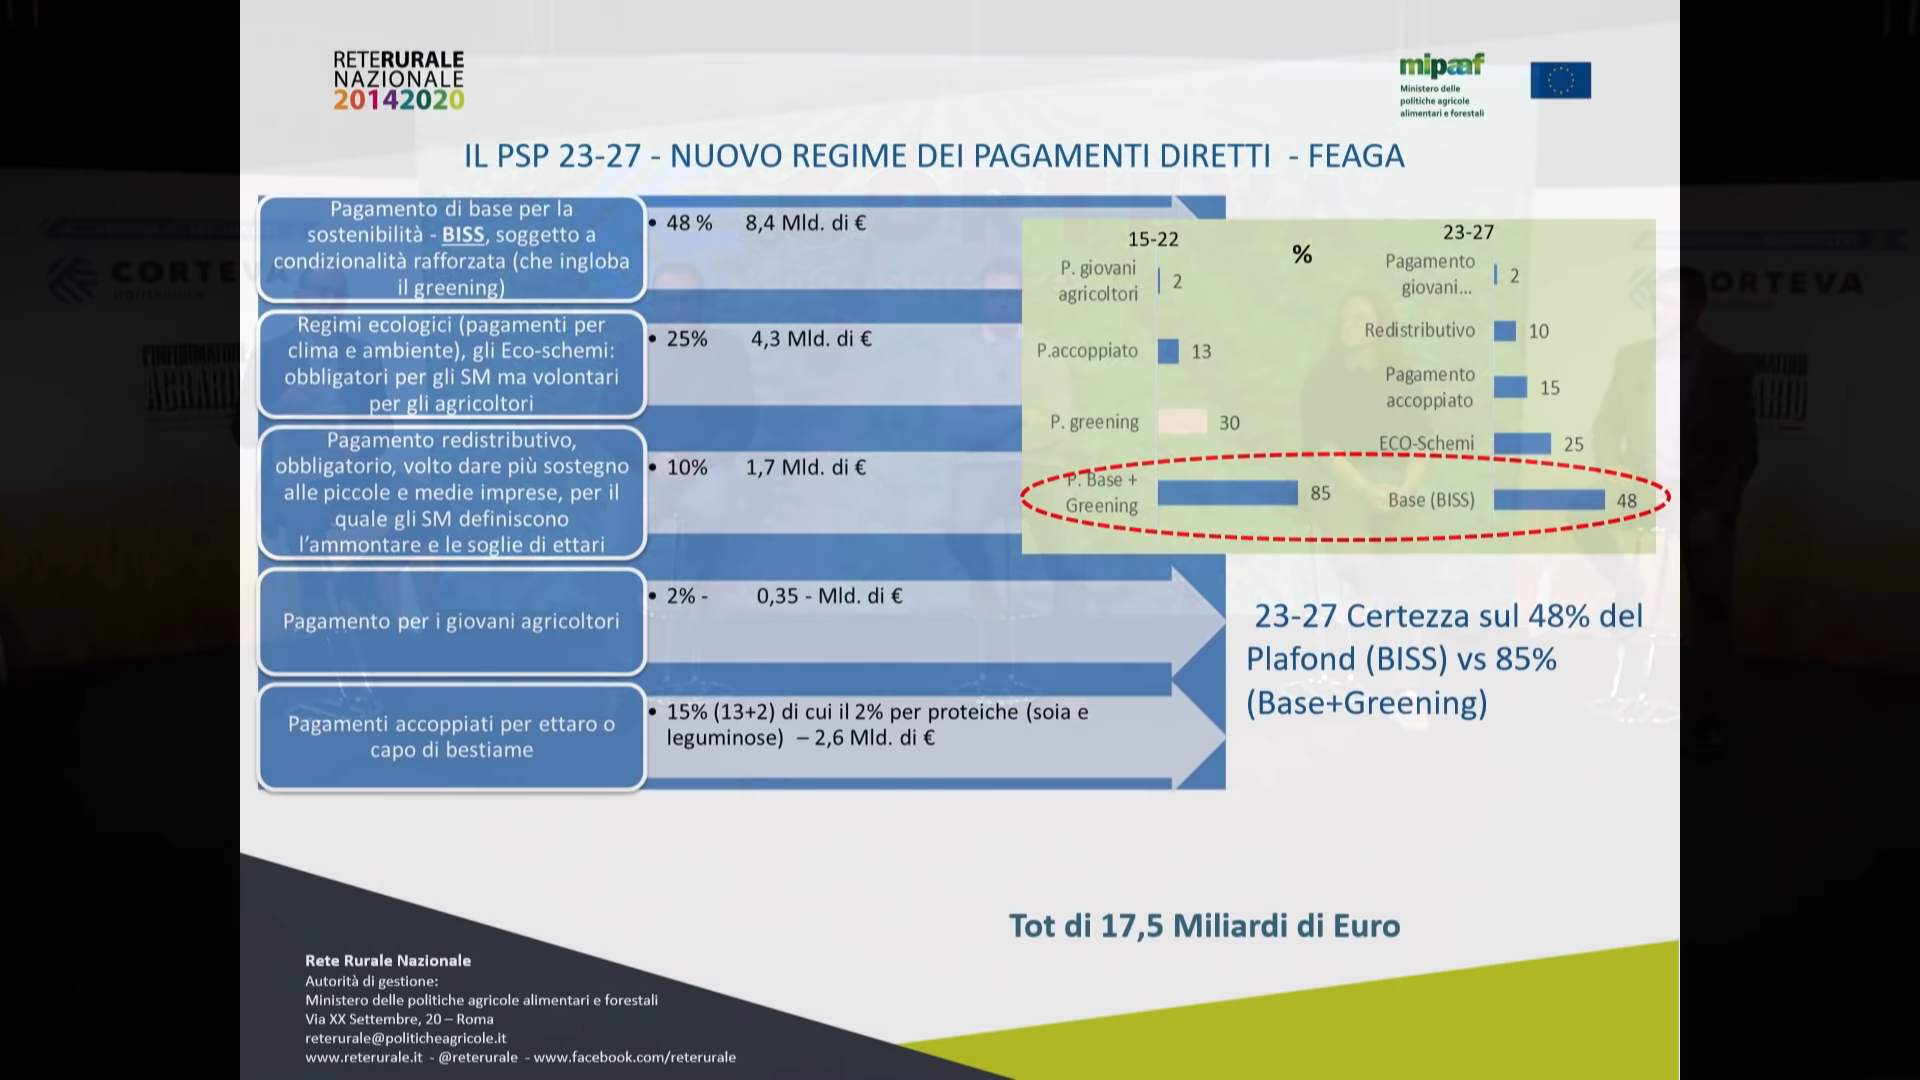 RETERURALE
NAZIONALE
20142020
mipaaf
Ministero delle
politiche agricole
alimentari e forestali
IL PSP 23-27 - NUOVO REGIME DEI PAGAMENTI DIRETTI - FEAGA
Pagamento di base per la
sostenibilità - BISS, soggetto a
condizionalità rafforzata (che ingloba
il greening)
• 48 % 8,4 Mld. di €
Regimi ecologici (pagamenti per
clima e ambiente), gli Eco-schemi:
obbligatori per gli SM ma volontari
per gli agricoltori
• 25% 4,3 Mld. di €
Pagamento redistributivo,
obbligatorio, volto dare più sostegno
alle piccole e medie imprese, per il
quale gli SM definiscono
l'ammontare e le soglie di ettari
• 10% 1,7 Mld. di €
Pagamento per i giovani agricoltori
• 2% - 0,35 - Mld. di €
Pagamenti accoppiati per ettaro o
capo di bestiame
• 15% (13+2) di cui il 2% per proteiche (soia e
leguminose) – 2,6 Mld. di €
15-22
%
23-27
P. giovani
agricoltori
2
P.accoppiato
13
P. greening
30
P. Base +
Greening
85
Pagamento
giovani...
2
Redistributivo
10
Pagamento
accoppiato
15
ECO-Schemi
25
Base (BISS)
48
23-27 Certezza sul 48% del
Plafond (BISS) vs 85%
(Base+Greening)
Tot di 17,5 Miliardi di Euro
Rete Rurale Nazionale
Autorità di gestione:
Ministero delle politiche agricole alimentari e forestali
Via XX Settembre, 20 – Roma
reterurale@politicheagricole.it
www.reterurale.it - @reterurale - www.facebook.com/reterurale
CORTEVA
agriscience
ORTEVA